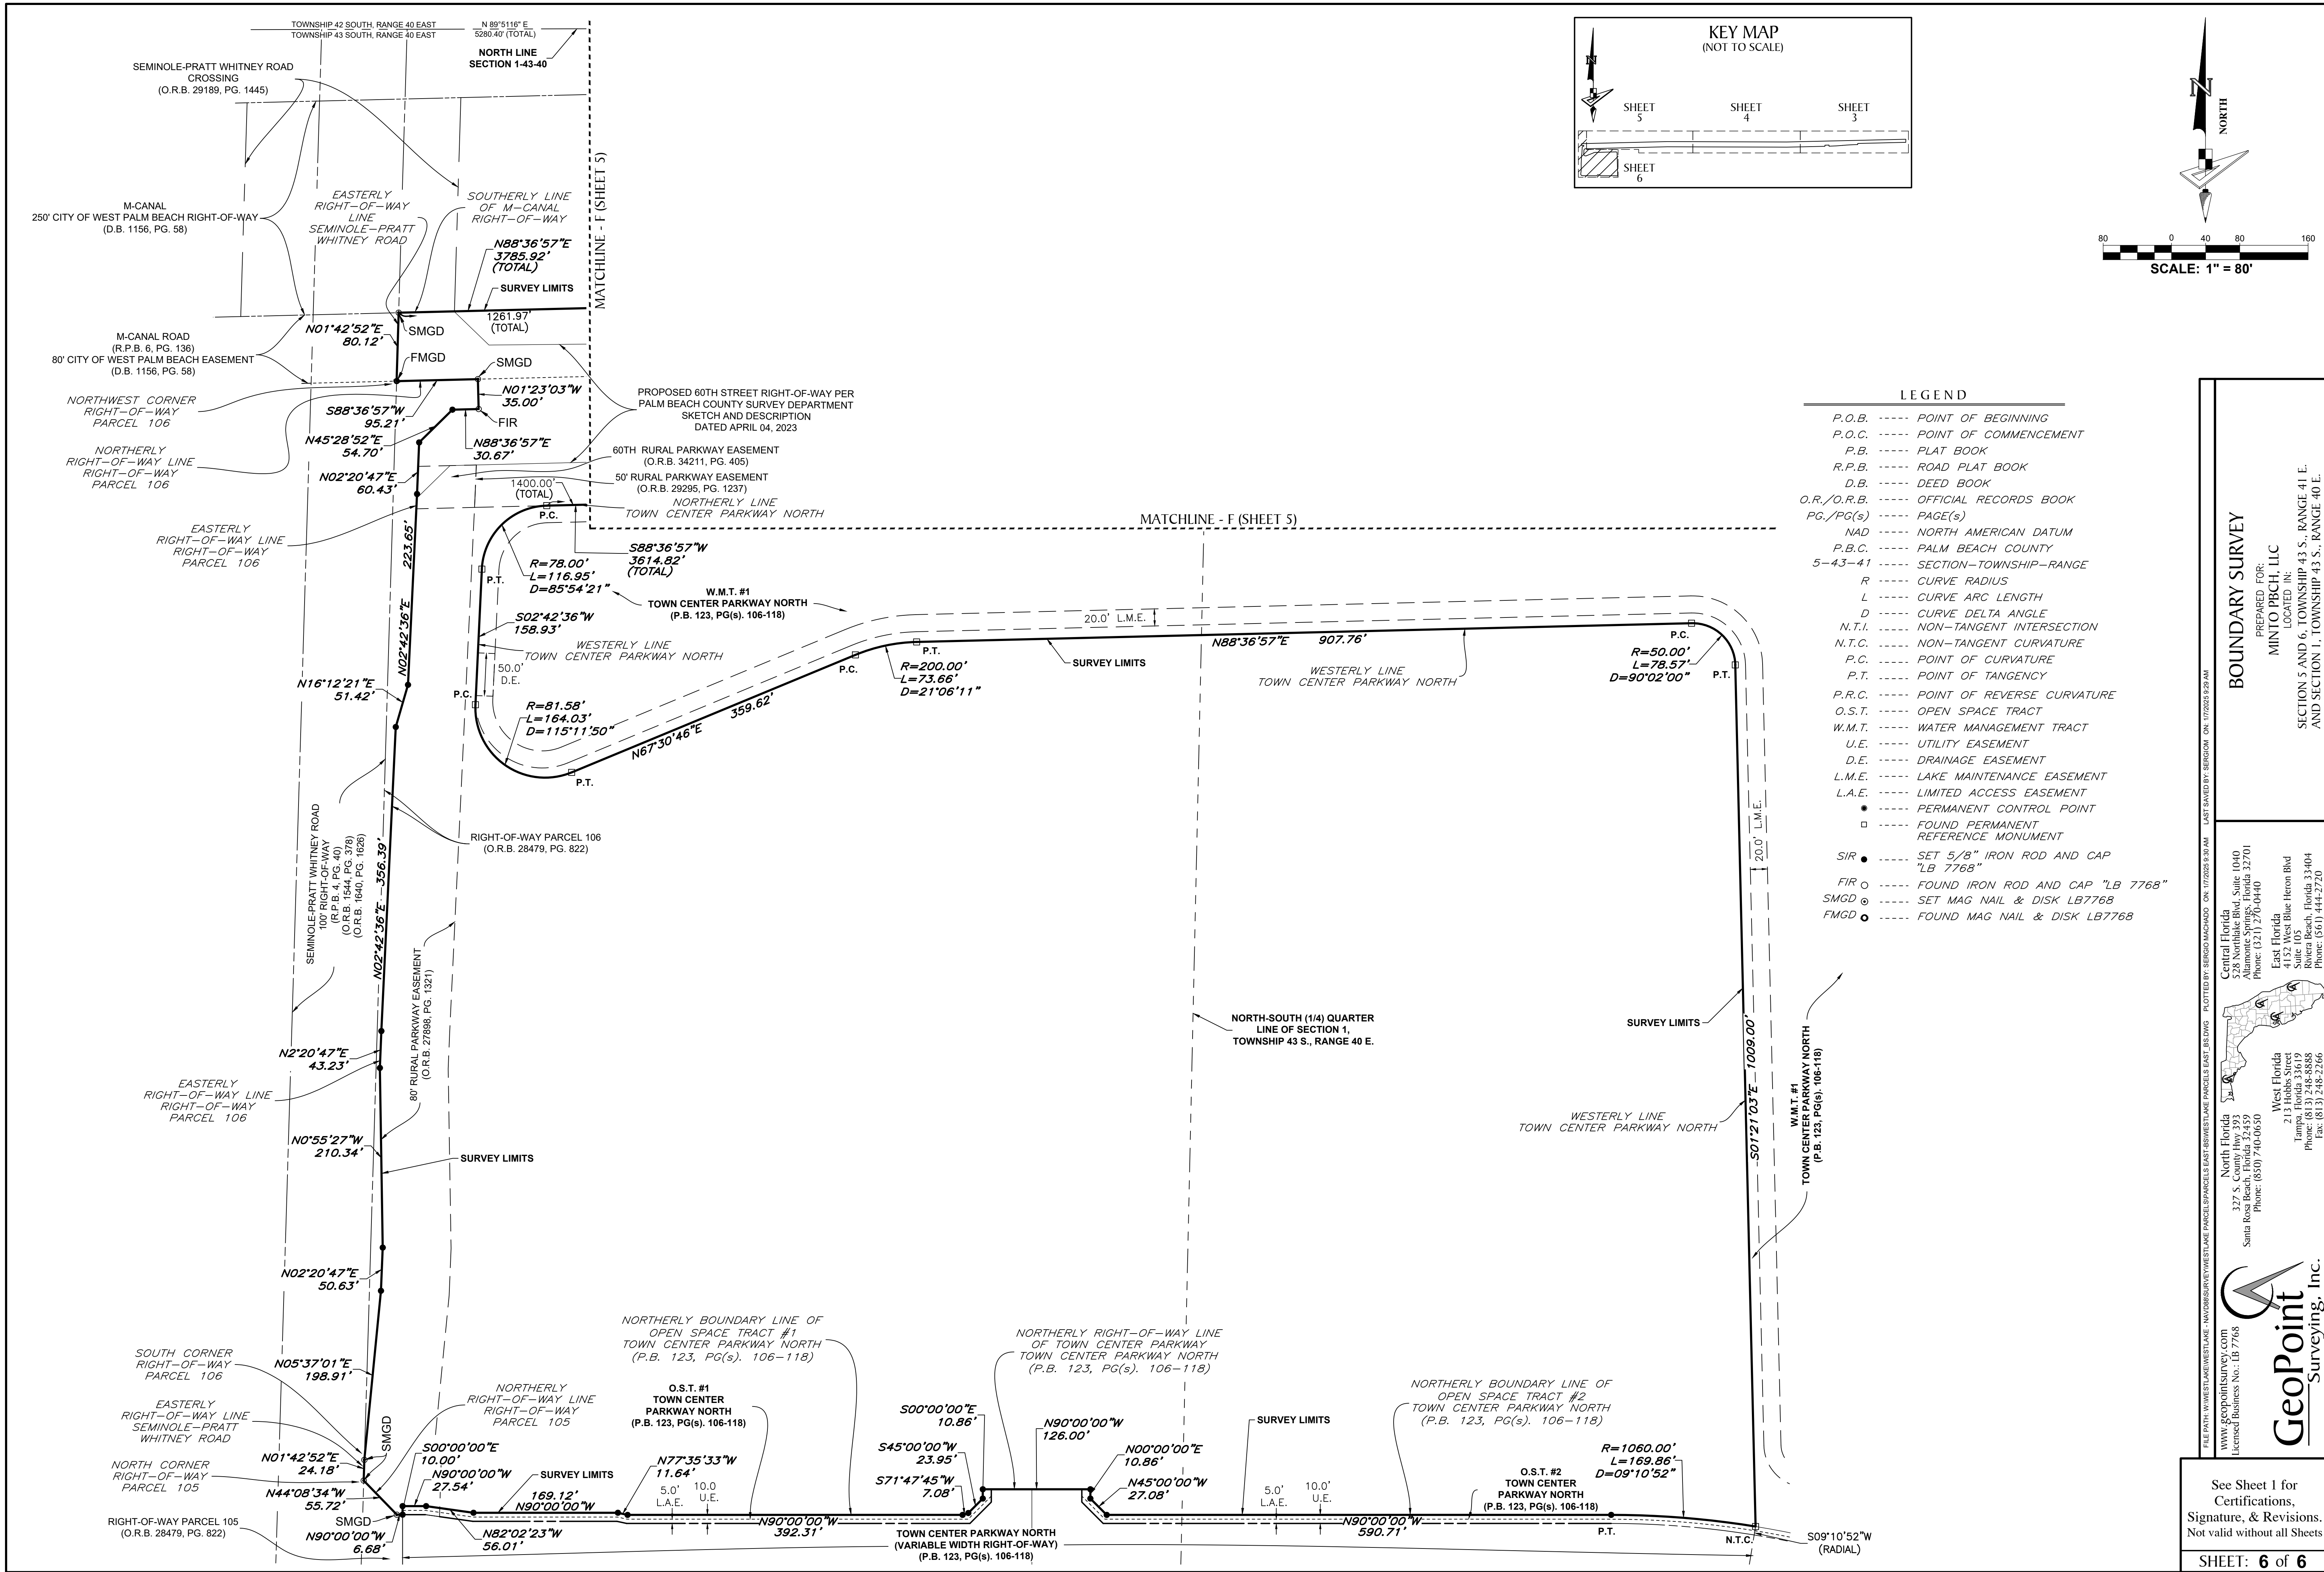 TOWNSHIP 42 SOUTH, RANGE 40 EAST
TOWNSHIP 43 SOUTH, RANGE 40 EAST
N 89°5116" E
5280.40' (TOTAL)
NORTH LINE
SECTION 1-43-40
SEMINOLE-PRATT WHITNEY ROAD
CROSSING
(O.R.B. 29189, PG. 1445)
M-CANAL
250' CITY OF WEST PALM BEACH RIGHT-OF-WAY
(D.B. 1156, PG. 58)
EASTERLY
RIGHT-OF-WAY
LINE
SEMINOLE-PRATT
WHITNEY ROAD
SOUTHERLY LINE
OF M-CANAL
RIGHT-OF-WAY
N88°36'57"E
3785.92'
(TOTAL)
SURVEY LIMITS
MATCHLINE - F (SHEET 5)
1261.97'
(TOTAL)
N01°42'52"E
80.12'
SMGD
M-CANAL ROAD
(R.P.B. 6, PG. 136)
80' CITY OF WEST PALM BEACH EASEMENT
(D.B. 1156, PG. 58)
FMGD
SMGD
N01°23'03"W
35.00'
NORTHWEST CORNER
RIGHT-OF-WAY
PARCEL 106
S88°36'57"W
95.21'
FIR
PROPOSED 60TH STREET RIGHT-OF-WAY PER
PALM BEACH COUNTY SURVEY DEPARTMENT
SKETCH AND DESCRIPTION
DATED APRIL 04, 2023
N45°28'52"E
54.70'
N88°36'57"E
30.67'
NORTHERLY
RIGHT-OF-WAY LINE
RIGHT-OF-WAY
PARCEL 106
60TH RURAL PARKWAY EASEMENT
(O.R.B. 34211, PG. 405)
N02°20'47"E
60.43'
50' RURAL PARKWAY EASEMENT
(O.R.B. 29295, PG. 1237)
1400.00'
(TOTAL)
NORTHERLY LINE
TOWN CENTER PARKWAY NORTH
P.C.
MATCHLINE - F (SHEET 5)
EASTERLY
RIGHT-OF-WAY LINE
RIGHT-OF-WAY
PARCEL 106
N02°42'36"E
223.65'
S88°36'57"W
3614.82'
(TOTAL)
R=78.00'
L=116.95'
D=85°54'21"
P.T.
W.M.T. #1
TOWN CENTER PARKWAY NORTH
(P.B. 123, PG(s). 106-118)
S02°42'36"W
158.93'
WESTERLY LINE
TOWN CENTER PARKWAY NORTH
50.0'
D.E.
20.0' L.M.E.
P.T.
P.C.
R=200.00'
L=73.66'
D=21°06'11"
SURVEY LIMITS
N88°36'57"E 907.76'
WESTERLY LINE
TOWN CENTER PARKWAY NORTH
P.C.
R=50.00'
L=78.57'
D=90°02'00"
P.T.
N16°12'21"E
51.42'
P.C.
R=81.58'
L=164.03'
D=115°11'50"
N67°30'46"E 359.62'
P.T.
RIGHT-OF-WAY PARCEL 106
(O.R.B. 28479, PG. 822)
SEMINOLE-PRATT WHITNEY ROAD
100' RIGHT-OF-WAY
(R.P.B. 4, PG. 40)
(O.R.B. 1544, PG. 378)
(O.R.B. 1640, PG. 1626)
N02°42'36"E 356.39'
80' RURAL PARKWAY EASEMENT
(O.R.B. 27898, PG. 1321)
20.0' L.M.E.
NORTH-SOUTH (1/4) QUARTER
LINE OF SECTION 1,
TOWNSHIP 43 S., RANGE 40 E.
SURVEY LIMITS
S01°21'03"E 1009.00'
W.M.T. #1
TOWN CENTER PARKWAY NORTH
(P.B. 123, PG(s). 106-118)
N2°20'47"E
43.23'
EASTERLY
RIGHT-OF-WAY LINE
RIGHT-OF-WAY
PARCEL 106
WESTERLY LINE
TOWN CENTER PARKWAY NORTH
N0°55'27"W
210.34'
SURVEY LIMITS
N02°20'47"E
50.63'
NORTHERLY BOUNDARY LINE OF
OPEN SPACE TRACT #1
TOWN CENTER PARKWAY NORTH
(P.B. 123, PG(s). 106-118)
NORTHERLY RIGHT-OF-WAY LINE
OF TOWN CENTER PARKWAY
TOWN CENTER PARKWAY NORTH
(P.B. 123, PG(s). 106-118)
SOUTH CORNER
RIGHT-OF-WAY
PARCEL 106
N05°37'01"E
198.91'
NORTHERLY
RIGHT-OF-WAY LINE
RIGHT-OF-WAY
PARCEL 105
O.S.T. #1
TOWN CENTER
PARKWAY NORTH
(P.B. 123, PG(s). 106-118)
NORTHERLY BOUNDARY LINE OF
OPEN SPACE TRACT #2
TOWN CENTER PARKWAY NORTH
(P.B. 123, PG(s). 106-118)
EASTERLY
RIGHT-OF-WAY LINE
SEMINOLE-PRATT
WHITNEY ROAD
SMGD
S00°00'00"E
10.86'
N90°00'00"W
126.00'
SURVEY LIMITS
N01°42'52"E
24.18'
S00°00'00"E
10.00'
N90°00'00"W
27.54'
SURVEY LIMITS
N77°35'33"W
11.64'
S45°00'00"W
23.95'
N00°00'00"E
10.86'
R=1060.00'
L=169.86'
D=09°10'52"
NORTH CORNER
RIGHT-OF-WAY
PARCEL 105
N44°08'34"W
55.72'
169.12'
N90°00'00"W
5.0'
L.A.E.
10.0
U.E.
S71°47'45"W
7.08'
N45°00'00"W
27.08'
5.0'
L.A.E.
10.0'
U.E.
O.S.T. #2
TOWN CENTER
PARKWAY NORTH
(P.B. 123, PG(s). 106-118)
RIGHT-OF-WAY PARCEL 105
(O.R.B. 28479, PG. 822)
SMGD
N90°00'00"W
6.68'
N82°02'23"W
56.01'
N90°00'00"W
392.31'
TOWN CENTER PARKWAY NORTH
(VARIABLE WIDTH RIGHT-OF-WAY)
(P.B. 123, PG(s). 106-118)
N90°00'00"W
590.71'
P.T.
N.T.C.
S09°10'52"W
(RADIAL)
KEY MAP
(NOT TO SCALE)
N
SHEET
5
SHEET
4
SHEET
3
SHEET
6
N
NORTH
80 0 40 80 160
SCALE: 1" = 80'
LEGEND
P.O.B. ----- POINT OF BEGINNING
P.O.C. ----- POINT OF COMMENCEMENT
P.B. ----- PLAT BOOK
R.P.B. ----- ROAD PLAT BOOK
D.B. ----- DEED BOOK
O.R./O.R.B. ----- OFFICIAL RECORDS BOOK
PG./PG(s) ----- PAGE(s)
NAD ----- NORTH AMERICAN DATUM
P.B.C. ----- PALM BEACH COUNTY
5-43-41 ----- SECTION-TOWNSHIP-RANGE
R ----- CURVE RADIUS
L ----- CURVE ARC LENGTH
D ----- CURVE DELTA ANGLE
N.T.I. ----- NON-TANGENT INTERSECTION
N.T.C. ----- NON-TANGENT CURVATURE
P.C. ----- POINT OF CURVATURE
P.T. ----- POINT OF TANGENCY
P.R.C. ----- POINT OF REVERSE CURVATURE
O.S.T. ----- OPEN SPACE TRACT
W.M.T. ----- WATER MANAGEMENT TRACT
U.E. ----- UTILITY EASEMENT
D.E. ----- DRAINAGE EASEMENT
L.M.E. ----- LAKE MAINTENANCE EASEMENT
L.A.E. ----- LIMITED ACCESS EASEMENT
----- PERMANENT CONTROL POINT
----- FOUND PERMANENT
REFERENCE MONUMENT
SIR ----- SET 5/8" IRON ROD AND CAP
"LB 7768"
FIR ----- FOUND IRON ROD AND CAP "LB 7768"
SMGD ----- SET MAG NAIL & DISK LB7768
FMGD ----- FOUND MAG NAIL & DISK LB7768
FILE PATH: W:\WESTLAKE\WESTLAKE - NAVD88\SURVEY\WESTLAKE PARCELS\PARCELS EAST-BS\WESTLAKE PARCELS EAST_BS.DWG PLOTTED BY: SERGIO MACHADO ON: 1/7/2025 9:30 AM LAST SAVED BY: SERGIOM ON: 1/7/2025 9:29 AM
BOUNDARY SURVEY
PREPARED FOR:
MINTO PBCH, LLC
LOCATED IN:
SECTION 5 AND 6, TOWNSHIP 43 S., RANGE 41 E.
AND SECTION 1, TOWNSHIP 43 S., RANGE 40 E.
Central Florida
528 Northlake Blvd, Suite 1040
Altamonte Springs, Florida 32701
Phone: (321) 270-0440
East Florida
4152 West Blue Heron Blvd
Suite 105
Riviera Beach, Florida 33404
Phone: (561) 444-2720
North Florida
327 S. County Hwy 393
Santa Rosa Beach, Florida 32459
Phone: (850) 740-0650
West Florida
213 Hobbs Street
Tampa, Florida 33619
Phone: (813) 248-8888
Fax: (813) 248-2266
www.geopointsurvey.com
Licensed Business No.: LB 7768
GeoPoint
Surveying, Inc.
See Sheet 1 for
Certifications,
Signature, & Revisions.
Not valid without all Sheets
SHEET: 6 of 6